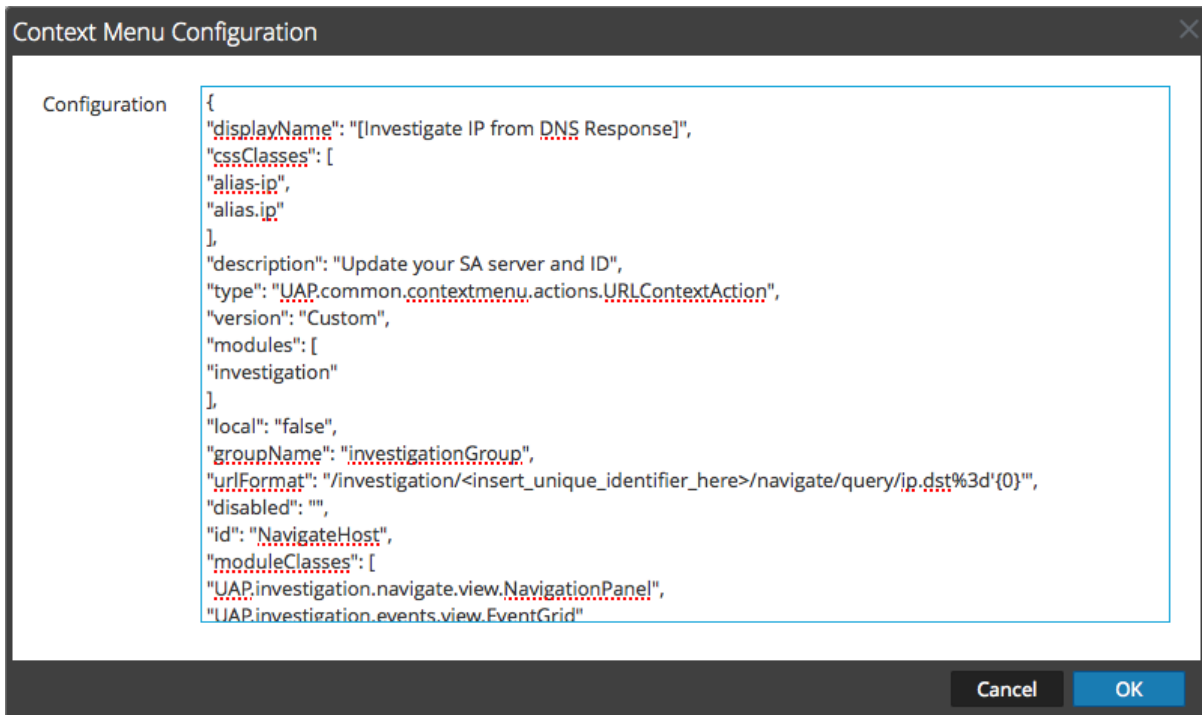 Context Menu Configuration
Configuration
{
"displayName": "[Investigate IP from DNS Response]",
"cssClasses": [
"alias-ip",
"alias.ip"
],
"description": "Update your SA server and ID",
"type": "UAP.common.contextmenu.actions.URLContextAction",
"version": "Custom",
"modules": [
"investigation"
],
"local": "false",
"groupName": "investigationGroup",
"urlFormat": "/investigation/<insert_unique_identifier_here>/navigate/query/ip.dst%3d'{0}'",
"disabled": "",
"id": "NavigateHost",
"moduleClasses": [
"UAP.investigation.navigate.view.NavigationPanel",
"UAP.investigation.events.view.EventGrid"
Cancel
OK